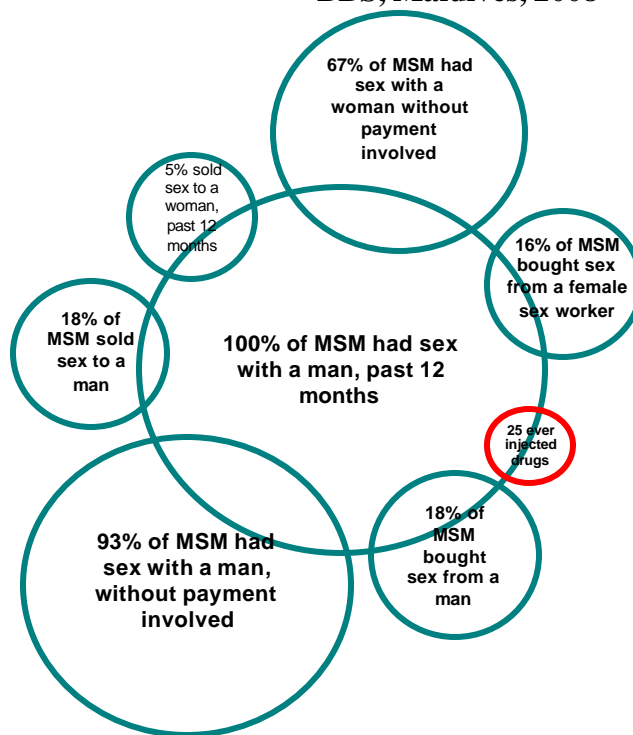 BBS, Maldives, 2008
67% of MSM had
sex with a
woman without
payment
involved
5% sold
sex to a
woman,
past 12
months
16% of MSM
bought sex
from a female
sex worker
18% of
MSM sold
sex to a
man
100% of MSM had sex
with a man, past 12
months
25 ever
injected
drugs
18% of
MSM
bought
sex from a
man
93% of MSM had
sex with a man,
without payment
involved